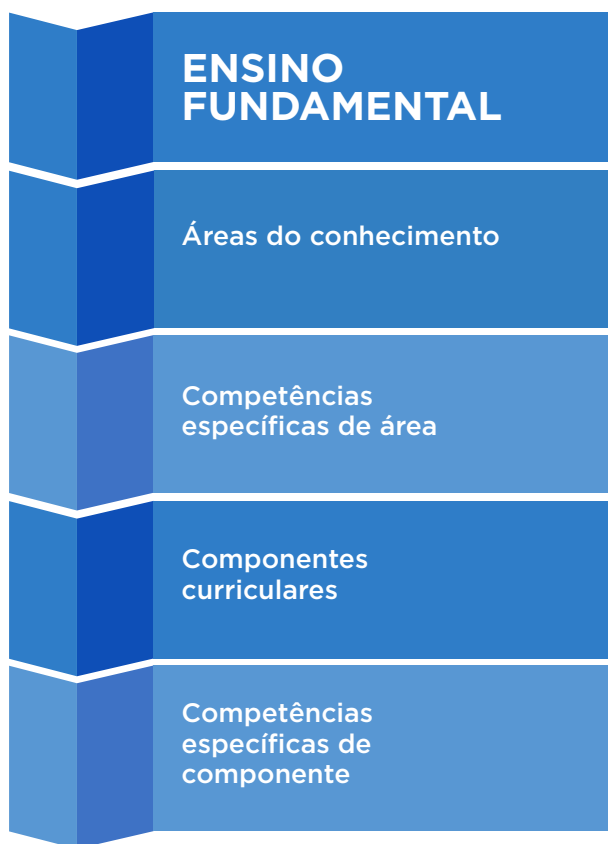 ENSINO
FUNDAMENTAL
Áreas do conhecimento
Competências
específicas de área
Componentes
curriculares
Competências
específicas de
componente